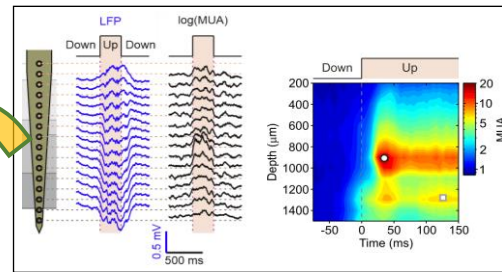 LFP
log(MUA)
Down Up Down
0.5 mV
500 ms
Down Up
Depth (µm)
200
400
600
800
1000
1200
1400
-50 0 50 100 150
Time (ms)
20
10
5
2
1
MUA